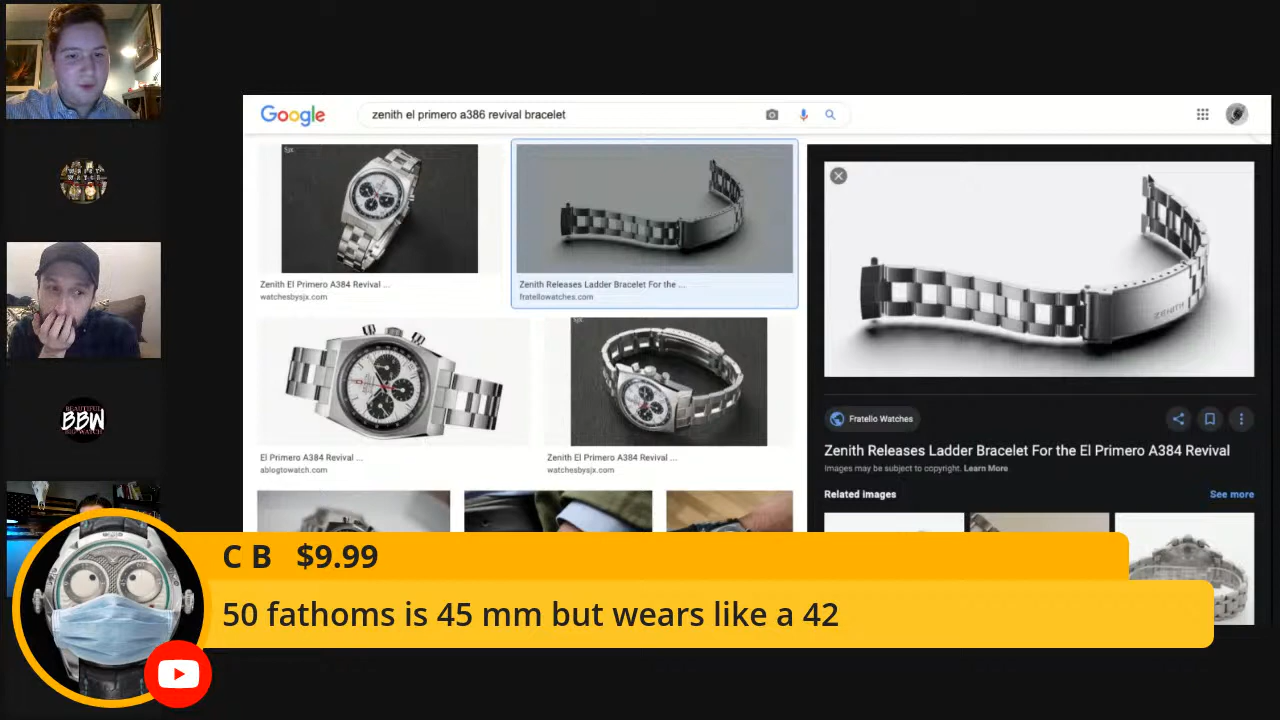 Google
zenith el primero a386 revival bracelet
Zenith El Primero A384 Revival ...
watchesbysjx.com
Zenith Releases Ladder Bracelet For the ...
fratellowatches.com
El Primero A384 Revival ...
ablogtowatch.com
Zenith El Primero A384 Revival ...
watchesbysjx.com
ZENITH
Fratello Watches
Zenith Releases Ladder Bracelet For the El Primero A384 Revival
Images may be subject to copyright. Learn More
Related images
See more
BBW
C B $9.99
50 fathoms is 45 mm but wears like a 42